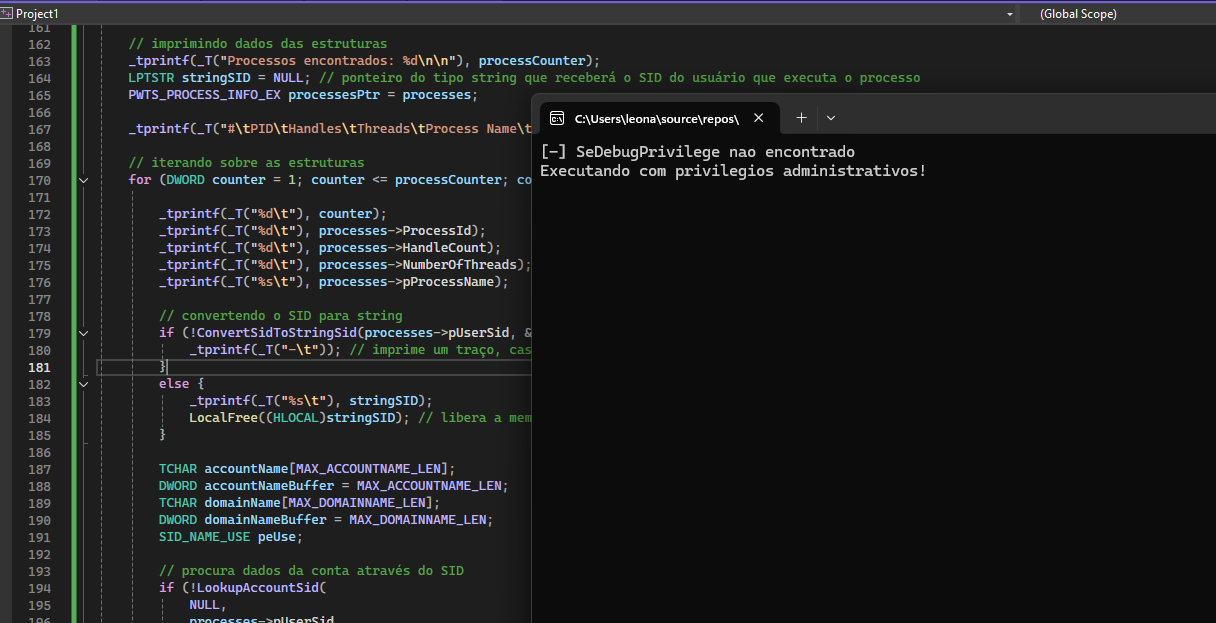 Project1
(Global Scope)
161
162 // imprimindo dados das estruturas
163 _tprintf(_T("Processos encontrados: %d\n\n"), processCounter);
164 LPTSTR stringSID = NULL; // ponteiro do tipo string que receberá o SID do usuário que executa o processo
165 PWTS_PROCESS_INFO_EX processesPtr = processes;
166
167 _tprintf(_T("#\tPID\tHandles\tThreads\tProcess Name\t
168
169 // iterando sobre as estruturas
170 for (DWORD counter = 1; counter <= processCounter; co
171
172 _tprintf(_T("%d\t"), counter);
173 _tprintf(_T("%d\t"), processes->ProcessId);
174 _tprintf(_T("%d\t"), processes->HandleCount);
175 _tprintf(_T("%d\t"), processes->NumberOfThreads);
176 _tprintf(_T("%s\t"), processes->pProcessName);
177
178 // convertendo o SID para string
179 if (!ConvertSidToStringSid(processes->pUserSid, &
180 _tprintf(_T("-\t")); // imprime um traço, cas
181 }
182 else {
183 _tprintf(_T("%s\t"), stringSID);
184 LocalFree((HLOCAL)stringSID); // libera a mem
185 }
186
187 TCHAR accountName[MAX_ACCOUNTNAME_LEN];
188 DWORD accountNameBuffer = MAX_ACCOUNTNAME_LEN;
189 TCHAR domainName[MAX_DOMAINNAME_LEN];
190 DWORD domainNameBuffer = MAX_DOMAINNAME_LEN;
191 SID_NAME_USE peUse;
192
193 // procura dados da conta através do SID
194 if (!LookupAccountSid(
195 NULL,
196 processes->pUserSid
C:\Users\leona\source\repos\
[-] SeDebugPrivilege nao encontrado
Executando com privilegios administrativos!